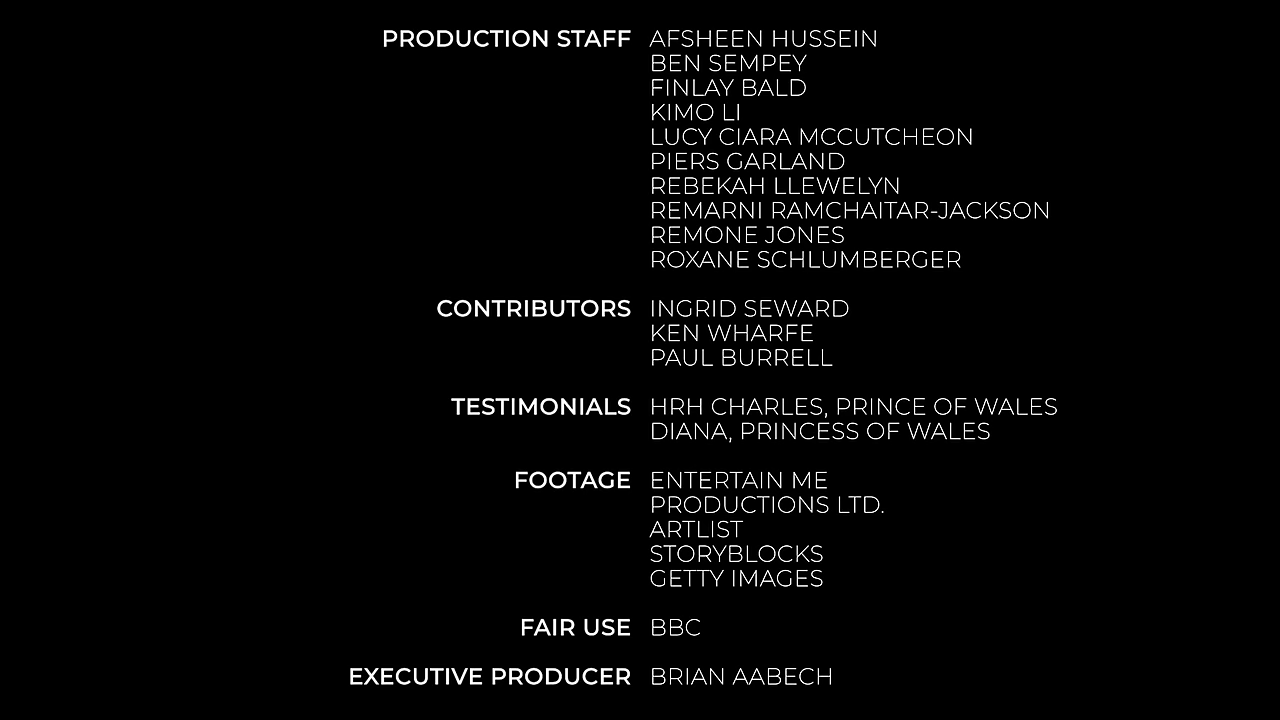 PRODUCTION STAFF AFSHEEN HUSSEIN
BEN SEMPEY
FINLAY BALD
KIMO LI
LUCY CIARA MCCUTCHEON
PIERS GARLAND
REBEKAH LLEWELYN
REMARNI RAMCHAITAR-JACKSON
REMONE JONES
ROXANE SCHLUMBERGER
CONTRIBUTORS INGRID SEWARD
KEN WHARFE
PAUL BURRELL
TESTIMONIALS HRH CHARLES, PRINCE OF WALES
DIANA, PRINCESS OF WALES
FOOTAGE ENTERTAIN ME
PRODUCTIONS LTD.
ARTLIST
STORYBLOCKS
GETTY IMAGES
FAIR USE BBC
EXECUTIVE PRODUCER BRIAN AABECH